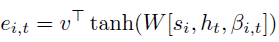 e_{i,t} = v^⊤ tanh(W[s_i, h_t, β_{i,t}])